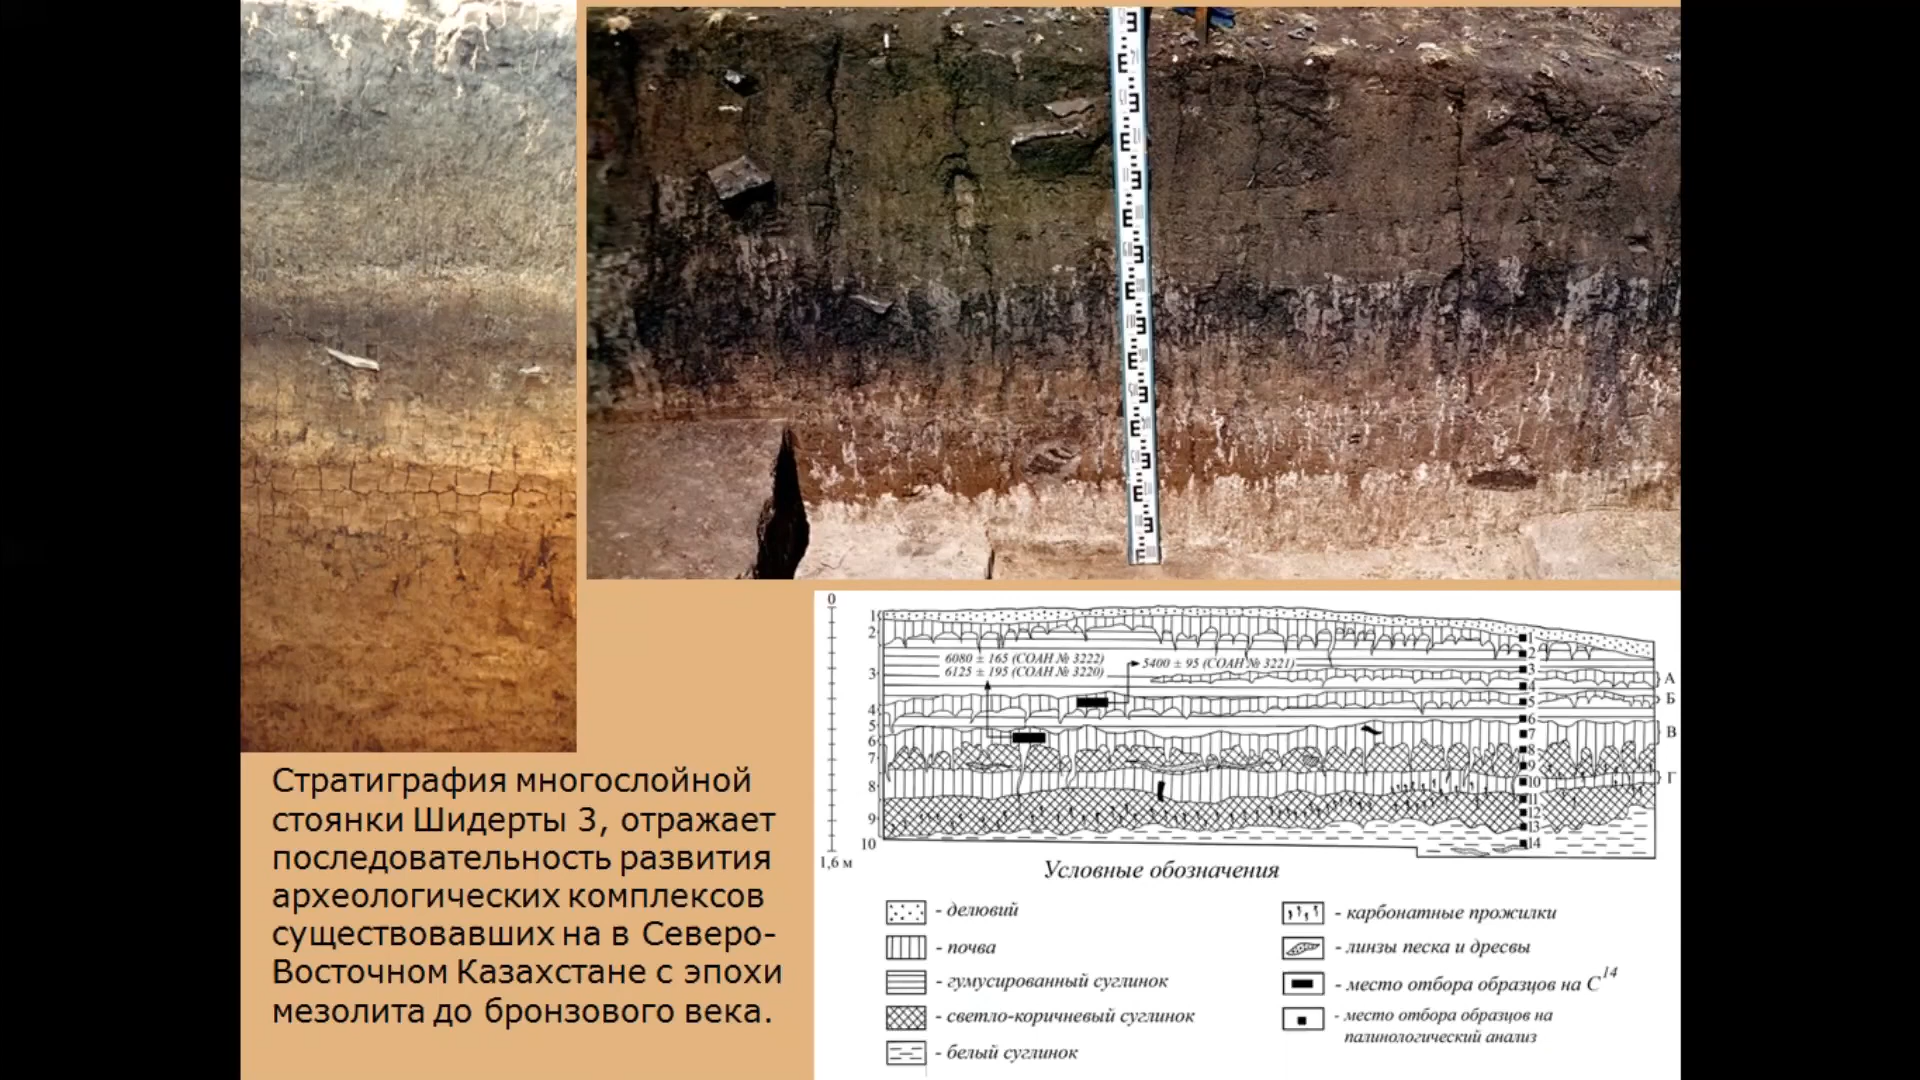 Стратиграфия многослойной
стоянки Шидерты 3, отражает
последовательность развития
археологических комплексов
существовавших на в Северо-
Восточном Казахстане с эпохи
мезолита до бронзового века.
0
1
2
3
4
5
6
7
8
9
10
1,6 м
6080 ± 165 (СОАН № 3222)
6125 ± 195 (СОАН № 3220)
5400 ± 95 (СОАН № 3221)
1
2
3
4
5
6
7
8
9
10
11
12
13
14
А
Б
В
Г
Условные обозначения
- делювий
- почва
- гумусированный суглинок
- светло-коричневый суглинок
- белый суглинок
- карбонатные прожилки
- линзы песка и дресвы
- место отбора образцов на С14
- место отбора образцов на
палинологический анализ